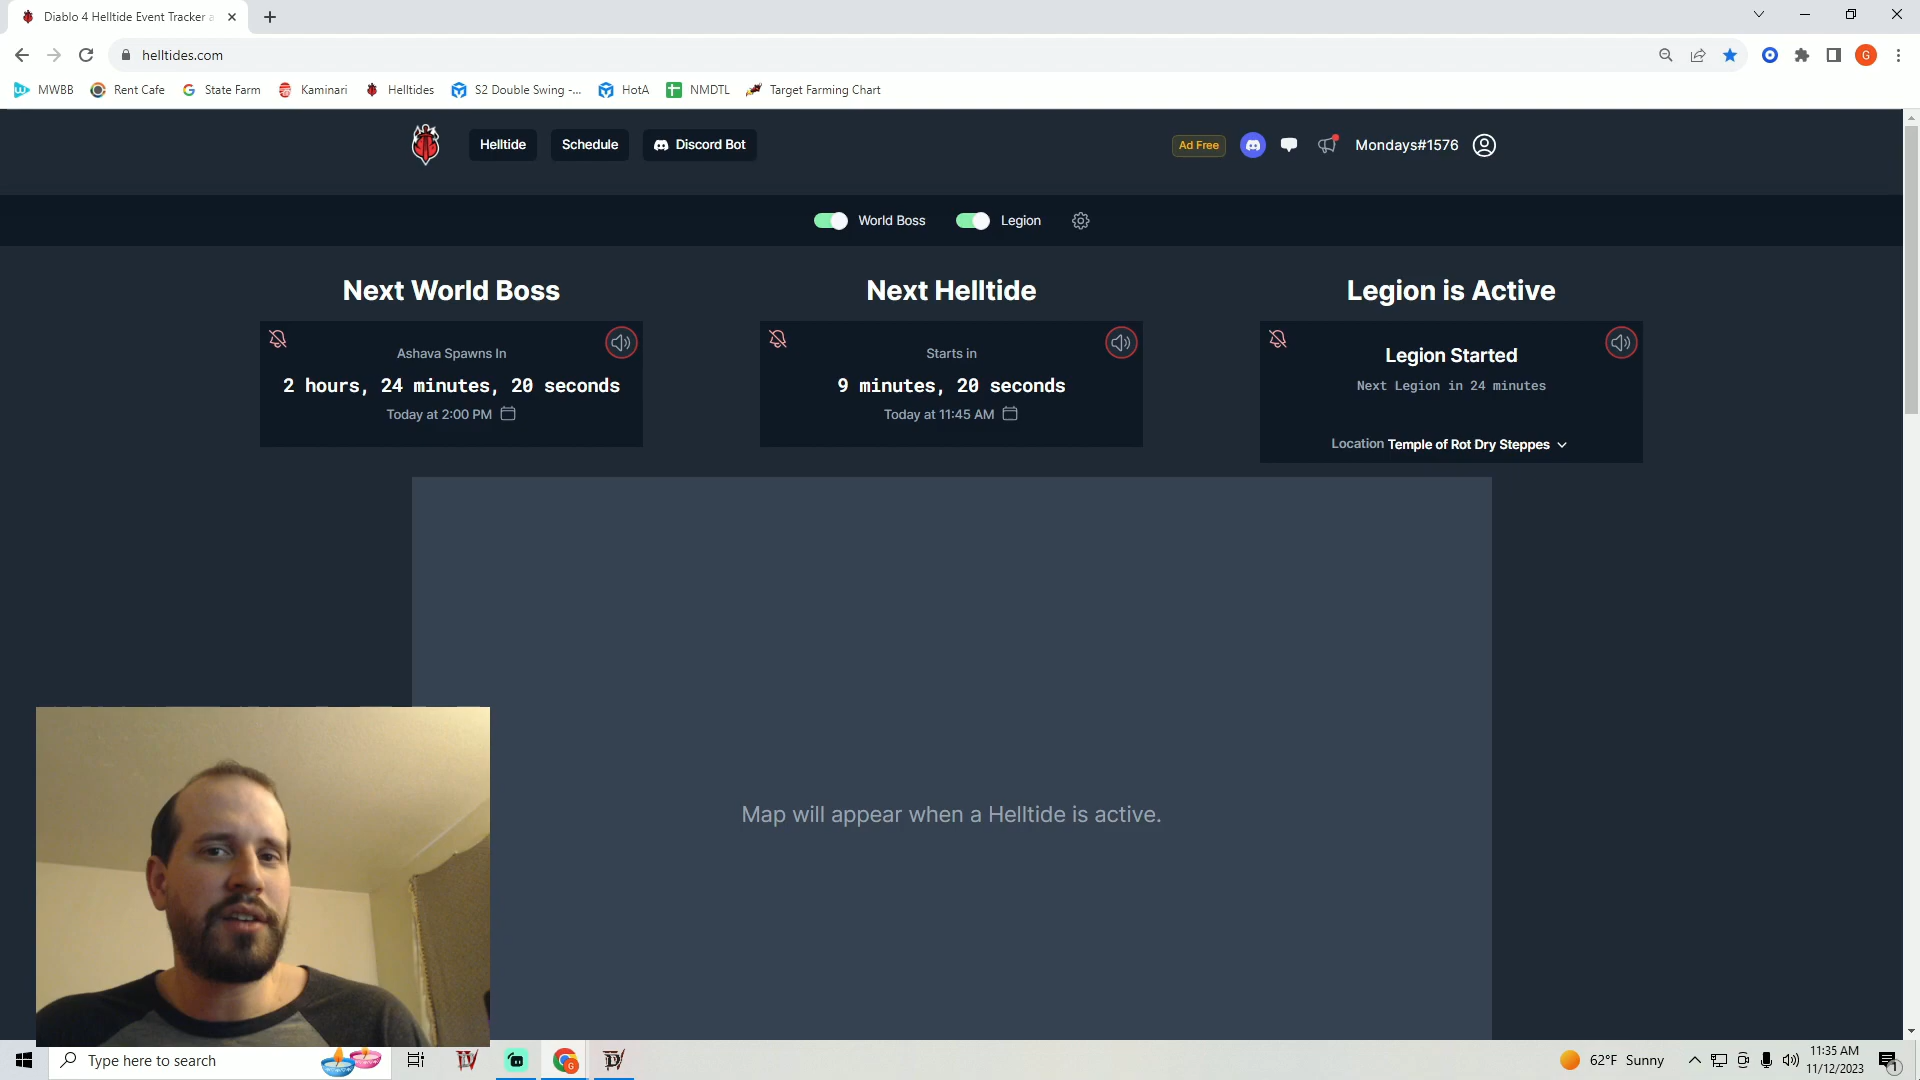 Diablo 4 Helltide Event Tracker a
helltides.com
G
MWBB
Rent Cafe
State Farm
Kaminari
Helltides
S2 Double Swing -...
HotA
NMDTL
Target Farming Chart
Helltide
Schedule
Discord Bot
Ad Free
Mondays#1576
World Boss
Legion
Next World Boss
Ashava Spawns In
2 hours, 24 minutes, 20 seconds
Today at 2:00 PM
Next Helltide
Starts in
9 minutes, 20 seconds
Today at 11:45 AM
Legion is Active
Legion Started
Next Legion in 24 minutes
Location Temple of Rot Dry Steppes
Map will appear when a Helltide is active.
Type here to search
62°F Sunny
11:35 AM
11/12/2023
1